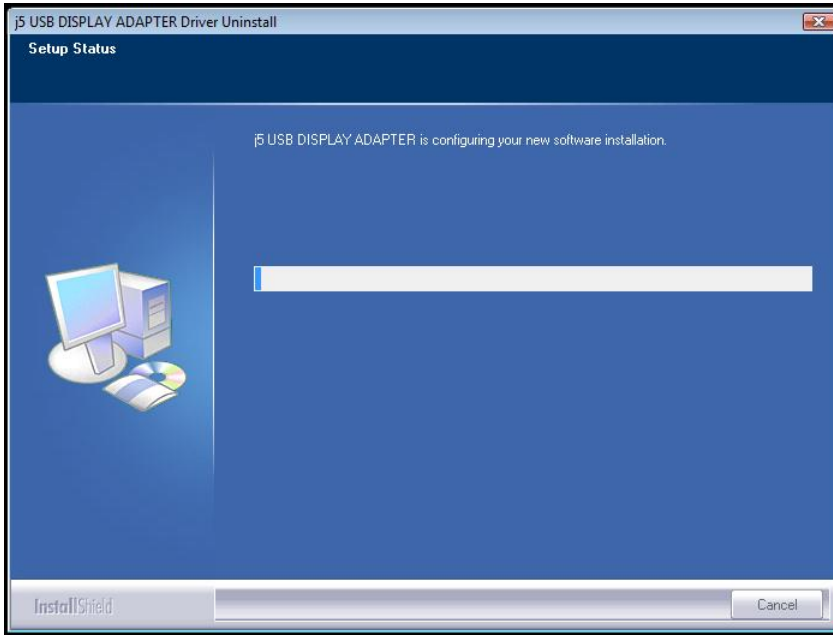 j5 USB DISPLAY ADAPTER Driver Uninstall
Setup Status
j5 USB DISPLAY ADAPTER is configuring your new software installation.
InstallShield
Cancel